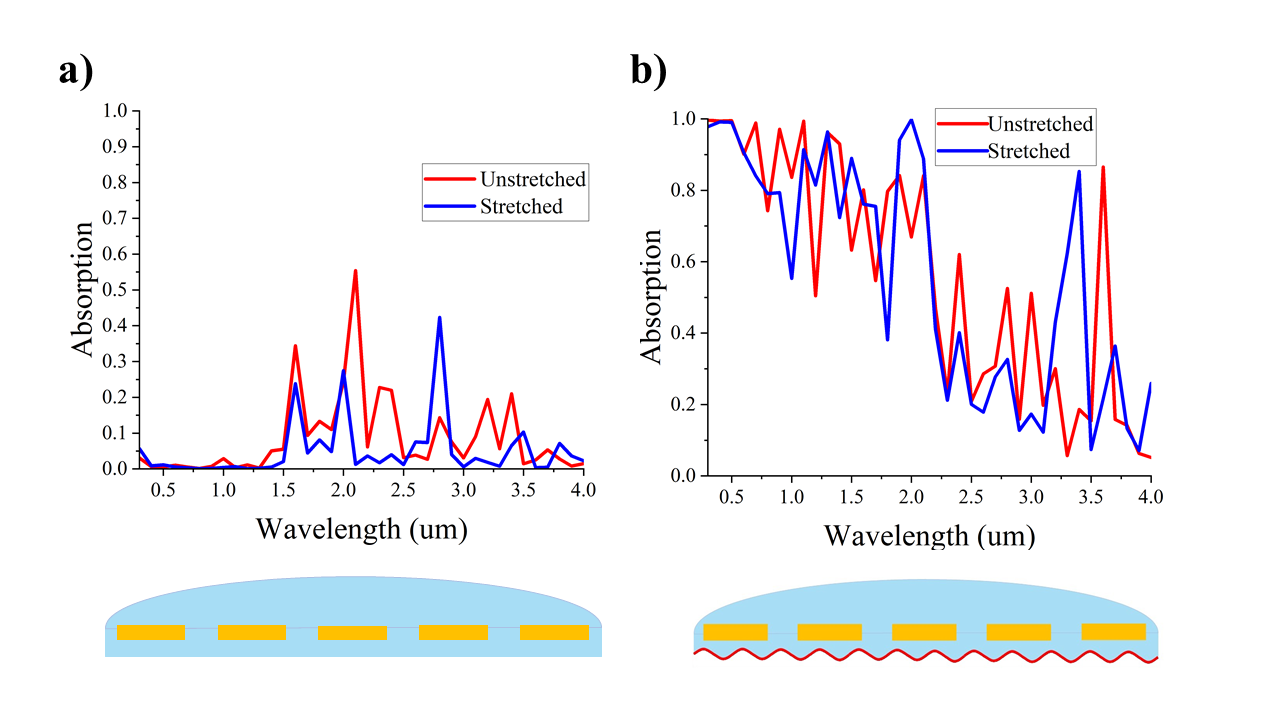 a)
1.0
0.9
0.8
0.7
0.6
0.5
0.4
0.3
0.2
0.1
0.0
Absorption
Unstretched
Stretched
0.5 1.0 1.5 2.0 2.5 3.0 3.5 4.0
Wavelength (um)
b)
1.0
0.8
0.6
0.4
0.2
0.0
Absorption
Unstretched
Stretched
0.5 1.0 1.5 2.0 2.5 3.0 3.5 4.0
Wavelength (um)